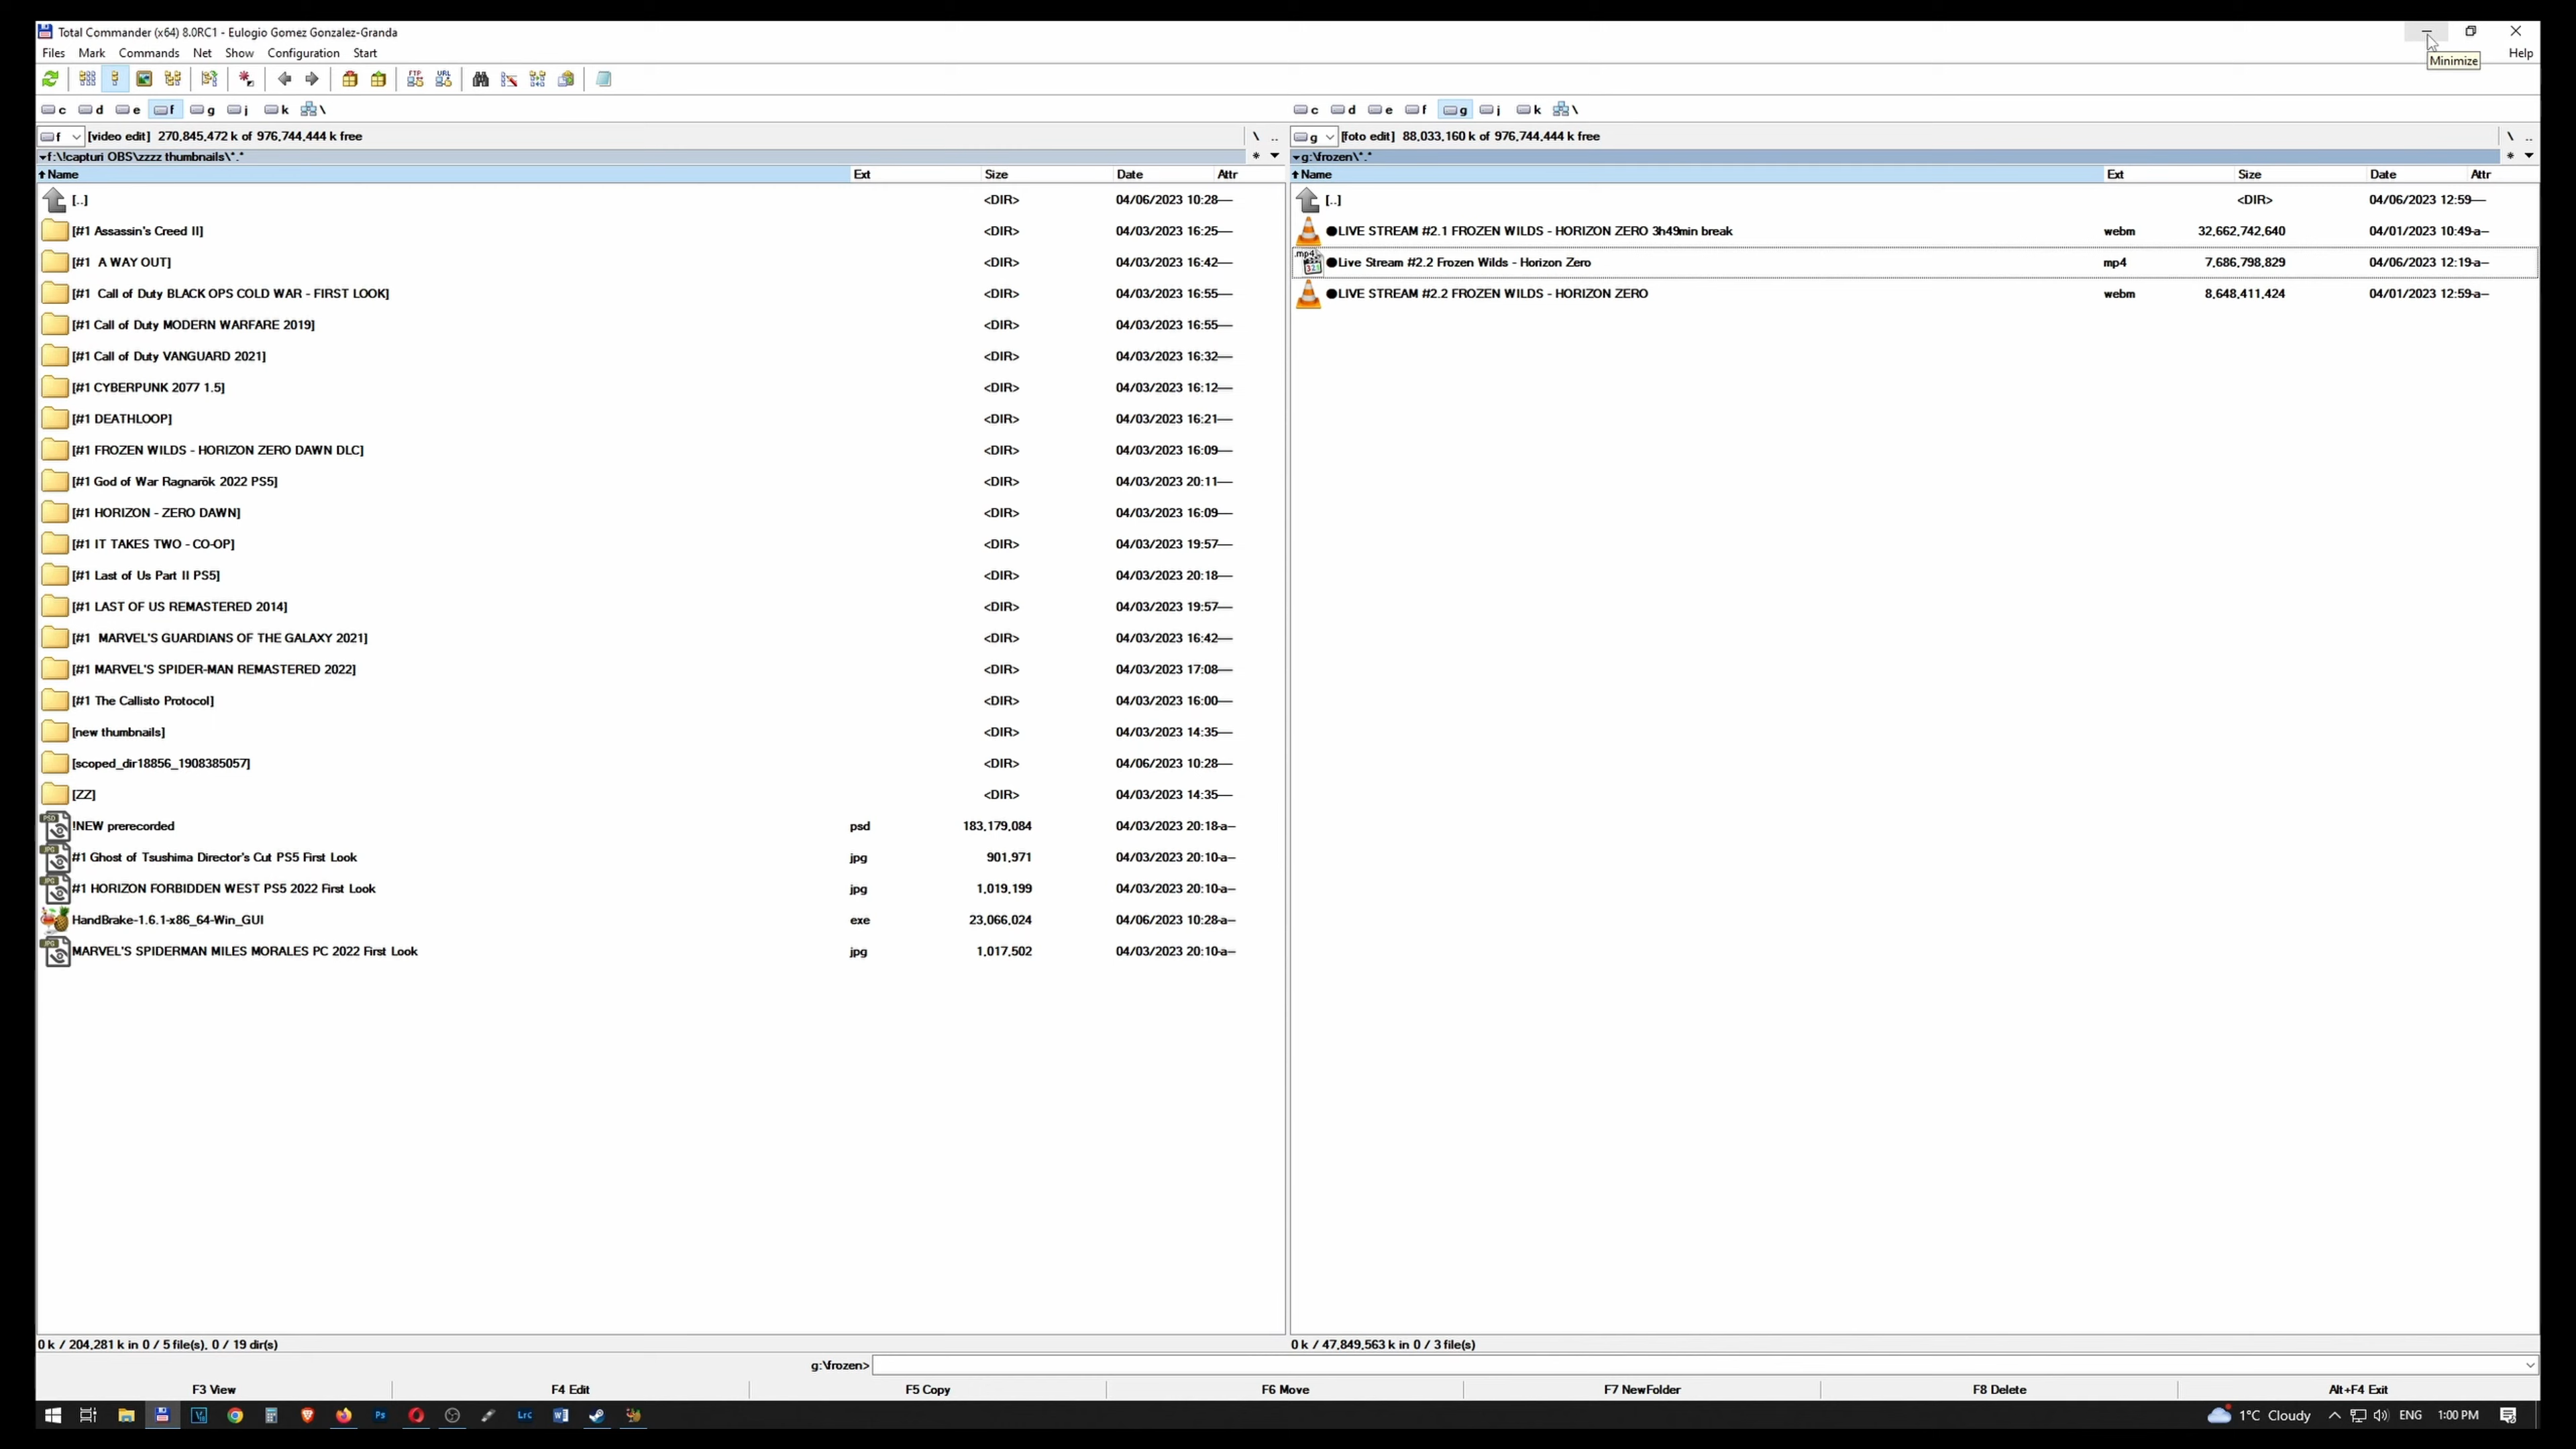 Total Commander (x64) 8.0RC1 - Eulogio Gomez Gonzalez-Granda
Files Mark Commands Net Show Configuration Start Help
Minimize
FTP URL
c d e f g j k \
c d e f g j k \
f [video edit] 270,845,472 k of 976,744,444 k free \ ..
g [foto edit] 88,033,160 k of 976,744,444 k free \ ..
f:\!capturi OBS\zzzz thumbnails\*.* *
g:\frozen\*.* *
Name Ext Size Date Attr
[..] <DIR> 04/06/2023 10:28 ----
[#1 Assassin's Creed II] <DIR> 04/03/2023 16:25 ----
[#1  A WAY OUT] <DIR> 04/03/2023 16:42 ----
[#1  Call of Duty BLACK OPS COLD WAR - FIRST LOOK] <DIR> 04/03/2023 16:55 ----
[#1 Call of Duty MODERN WARFARE 2019] <DIR> 04/03/2023 16:55 ----
[#1 Call of Duty VANGUARD 2021] <DIR> 04/03/2023 16:32 ----
[#1 CYBERPUNK 2077 1.5] <DIR> 04/03/2023 16:12 ----
[#1 DEATHLOOP] <DIR> 04/03/2023 16:21 ----
[#1 FROZEN WILDS - HORIZON ZERO DAWN DLC] <DIR> 04/03/2023 16:09 ----
[#1 God of War Ragnarök 2022 PS5] <DIR> 04/03/2023 20:11 ----
[#1 HORIZON - ZERO DAWN] <DIR> 04/03/2023 16:09 ----
[#1 IT TAKES TWO - CO-OP] <DIR> 04/03/2023 19:57 ----
[#1 Last of Us Part II PS5] <DIR> 04/03/2023 20:18 ----
[#1 LAST OF US REMASTERED 2014] <DIR> 04/03/2023 19:57 ----
[#1  MARVEL'S GUARDIANS OF THE GALAXY 2021] <DIR> 04/03/2023 16:42 ----
[#1 MARVEL'S SPIDER-MAN REMASTERED 2022] <DIR> 04/03/2023 17:08 ----
[#1 The Callisto Protocol] <DIR> 04/03/2023 16:00 ----
[new thumbnails] <DIR> 04/03/2023 14:35 ----
[scoped_dir18856_1908385057] <DIR> 04/06/2023 10:28 ----
[ZZ] <DIR> 04/03/2023 14:35 ----
!NEW prerecorded psd 183,179,084 04/03/2023 20:18 -a--
#1 Ghost of Tsushima Director's Cut PS5 First Look jpg 901,971 04/03/2023 20:10 -a--
#1 HORIZON FORBIDDEN WEST PS5 2022 First Look jpg 1,019,199 04/03/2023 20:10 -a--
HandBrake-1.6.1-x86_64-Win_GUI exe 23,066,024 04/06/2023 10:28 -a--
MARVEL'S SPIDERMAN MILES MORALES PC 2022 First Look jpg 1,017,502 04/03/2023 20:10 -a--
Name Ext Size Date Attr
[..] <DIR> 04/06/2023 12:59 ----
●LIVE STREAM #2.1 FROZEN WILDS - HORIZON ZERO 3h49min break webm 32,662,742,640 04/01/2023 10:49 -a--
●Live Stream #2.2 Frozen Wilds - Horizon Zero mp4 7,686,798,829 04/06/2023 12:19 -a--
●LIVE STREAM #2.2 FROZEN WILDS - HORIZON ZERO webm 8,648,411,424 04/01/2023 12:59 -a--
0 k / 204,281 k in 0 / 5 file(s), 0 / 19 dir(s)
0 k / 47,849,563 k in 0 / 3 file(s)
g:\frozen>
F3 View F4 Edit F5 Copy F6 Move F7 NewFolder F8 Delete Alt+F4 Exit
Ps Lrc W 1°C Cloudy ENG 1:00 PM